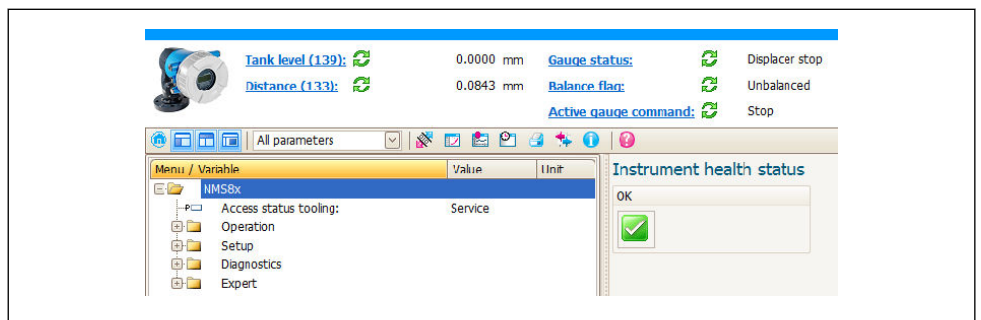 Tank level (139): 0.0000 mm Gauge status: Displacer stop
Distance (133): 0.0843 mm Balance flag: Unbalanced
Active gauge command: Stop
All parameters
Menu / Variable Value Unit Instrument health status
NMS8x OK
Access status tooling: Service
Operation
Setup
Diagnostics
Expert